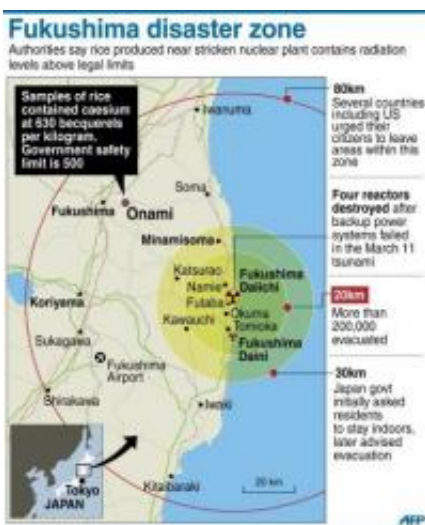 Fukushima disaster zone
Authorities say rice produced near stricken nuclear plant contains radiation
levels above legal limits
Samples of rice
contained caesium
at 630 becquerels
per kilogram.
Government safety
limit is 500
80km
Several countries
including US
urged their
citizens to leave
areas within this
zone
Iwanuma
Soma
Fukushima
Onami
Minamisoma
Four reactors
destroyed after
backup power
systems failed
in the March 11
tsunami
Katsurao
Namie
Futaba
Fukushima
Daiichi
Koriyama
Okuma
Kawauchi
Tomioka
Fukushima
Daini
20km
More than
200,000
evacuated
Sukagawa
Fukushima
Airport
30km
Japan govt
initially asked
residents
to stay indoors,
later advised
evacuation
Shirakawa
Iwaki
Tokyo
JAPAN
Kitaibaraki
20 km
AFP